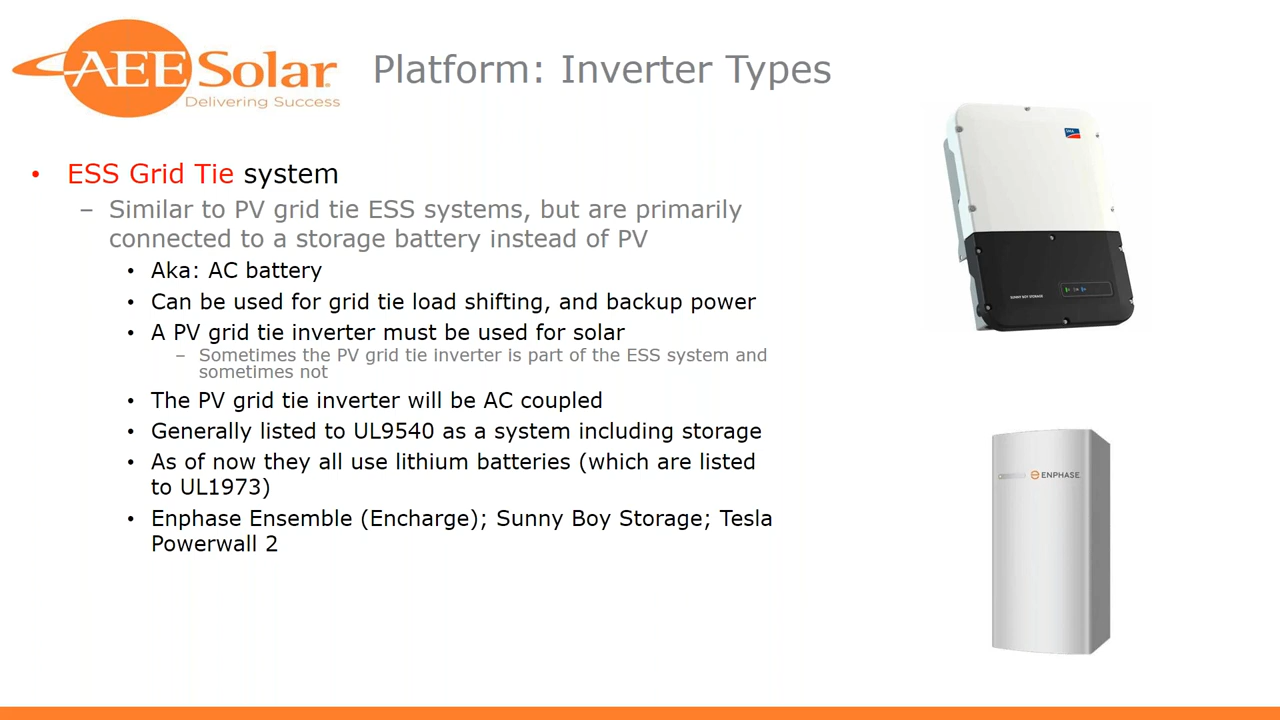 AEE Solar
Delivering Success
Platform: Inverter Types
• ESS Grid Tie system
– Similar to PV grid tie ESS systems, but are primarily
connected to a storage battery instead of PV
• Aka: AC battery
• Can be used for grid tie load shifting, and backup power
• A PV grid tie inverter must be used for solar
– Sometimes the PV grid tie inverter is part of the ESS system and
sometimes not
• The PV grid tie inverter will be AC coupled
• Generally listed to UL9540 as a system including storage
• As of now they all use lithium batteries (which are listed
to UL1973)
• Enphase Ensemble (Encharge); Sunny Boy Storage; Tesla
Powerwall 2
SMA
SUNNY BOY STORAGE
ENPHASE